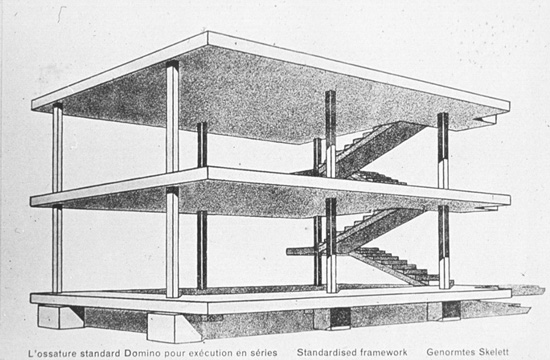 L'ossature standard Domino pour exécution en séries Standardised framework Genormtes Skelett